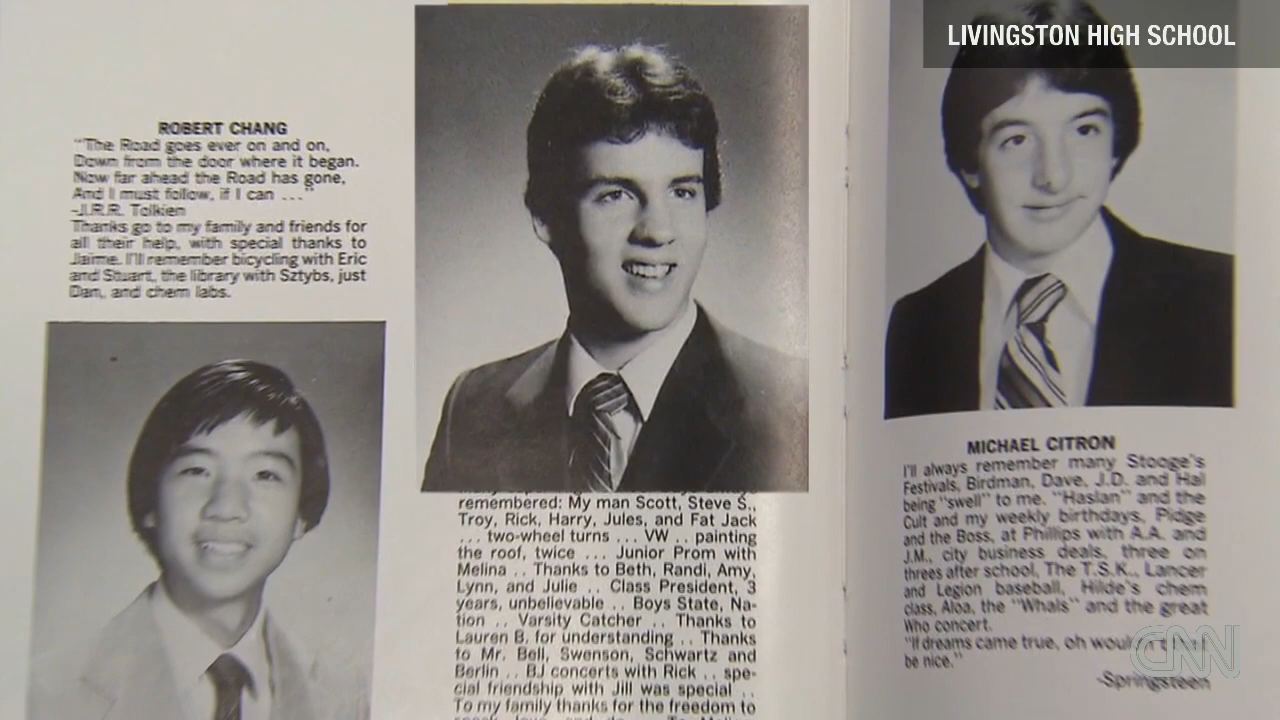 LIVINGSTON HIGH SCHOOL
ROBERT CHANG
"The Road goes ever on and on,
Down from the door where it began.
Now far ahead the Road has gone,
And I must follow, if I can ..."
-J.R.R. Tolkien
Thanks go to my family and friends for
all their help, with special thanks to
Jaime. I'll remember bicycling with Eric
and Stuart, the library with Sztybs, just
Dan, and chem labs.
remembered: My man Scott, Steve S.,
Troy, Rick, Harry, Jules, and Fat Jack
... two-wheel turns ... VW .. painting
the roof, twice ... Junior Prom with
Melina .. Thanks to Beth, Randi, Amy,
Lynn, and Julie .. Class President, 3
years, unbelievable .. Boys State, Na-
tion .. Varsity Catcher .. Thanks to
Lauren B. for understanding .. Thanks
to Mr. Bell, Swenson, Schwartz and
Berlin .. BJ concerts with Rick .. spe-
cial friendship with Jill was special ..
To my family thanks for the freedom to
MICHAEL CITRON
I'll always remember many Stooge's
Festivals, Birdman, Dave, J.D. and Hal
being "swell" to me. "Haslan" and the
Cult and my weekly birthdays, Pidge
and the Boss, at Phillips with A.A. and
J.M., city business deals, three on
threes after school, The T.S.K., Lancer
and Legion baseball, Hilde's chem
class, Aloa, the "Whals" and the great
Who concert.
"If dreams came true, oh wouldn't that
be nice."
-Springsteen
CNN